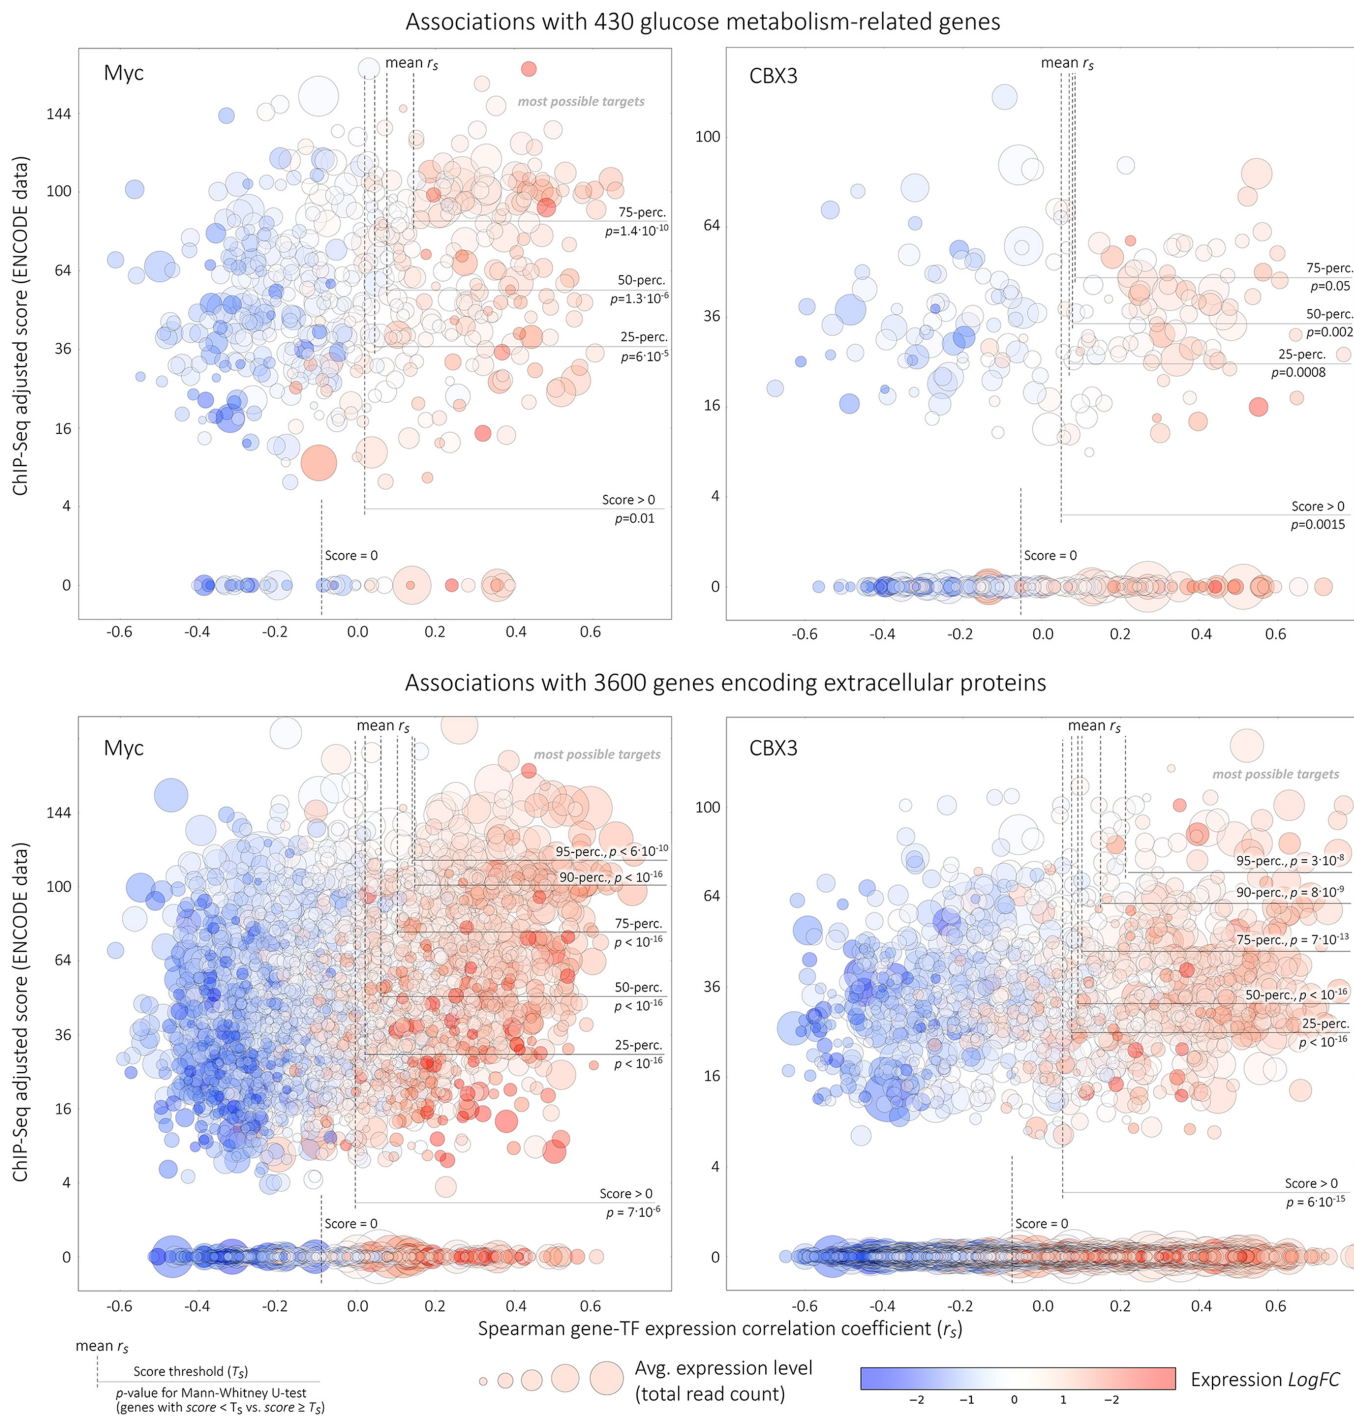 Associations with 430 glucose metabolism-related genes
Myc
mean rs
most possible targets
75-perc.
p=1.4·10-10
50-perc.
p=1.3·10-6
25-perc.
p=6·10-5
Score > 0
p=0.01
Score = 0
ChIP-Seq adjusted score (ENCODE data)
144
100
64
36
16
4
0
-0.6 -0.4 -0.2 0.0 0.2 0.4 0.6
CBX3
mean rs
75-perc.
p=0.05
50-perc.
p=0.002
25-perc.
p=0.0008
Score > 0
p=0.0015
Score = 0
100
64
36
16
4
0
-0.6 -0.4 -0.2 0.0 0.2 0.4 0.6
Associations with 3600 genes encoding extracellular proteins
Myc
mean rs
most possible targets
95-perc., p < 6·10-10
90-perc., p < 10-16
75-perc.
p < 10-16
50-perc.
p < 10-16
25-perc.
p < 10-16
Score > 0
p = 7·10-6
Score = 0
ChIP-Seq adjusted score (ENCODE data)
144
100
64
36
16
4
0
-0.6 -0.4 -0.2 0.0 0.2 0.4 0.6
CBX3
mean rs
most possible targets
95-perc., p = 3·10-8
90-perc., p = 8·10-9
75-perc., p = 7·10-13
50-perc., p < 10-16
25-perc.
p < 10-16
Score > 0
p = 6·10-15
Score = 0
100
64
36
16
4
0
-0.6 -0.4 -0.2 0.0 0.2 0.4 0.6
Spearman gene-TF expression correlation coefficient (rs)
mean rs
Score threshold (Ts)
p-value for Mann-Whitney U-test
(genes with score < Ts vs. score ≥ Ts)
Avg. expression level
(total read count)
Expression LogFC
−2 −1 0 1 −2